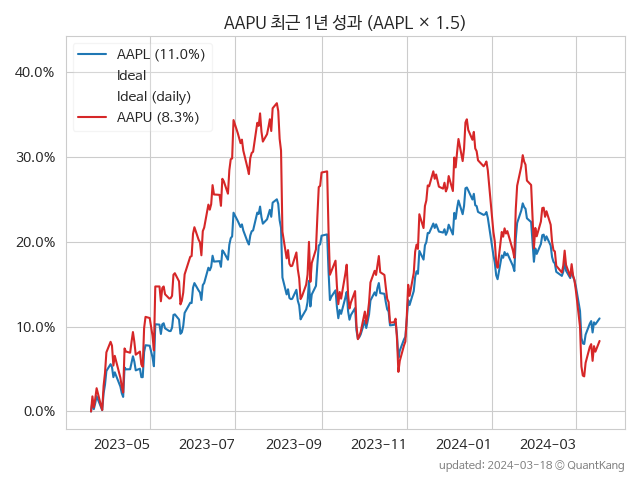 AAPU 최근 1년 성과 (AAPL × 1.5)
AAPL (11.0%)
Ideal
Ideal (daily)
AAPU (8.3%)
40.0%
30.0%
20.0%
10.0%
0.0%
2023-05
2023-07
2023-09
2023-11
2024-01
2024-03
updated: 2024-03-18 © QuantKang